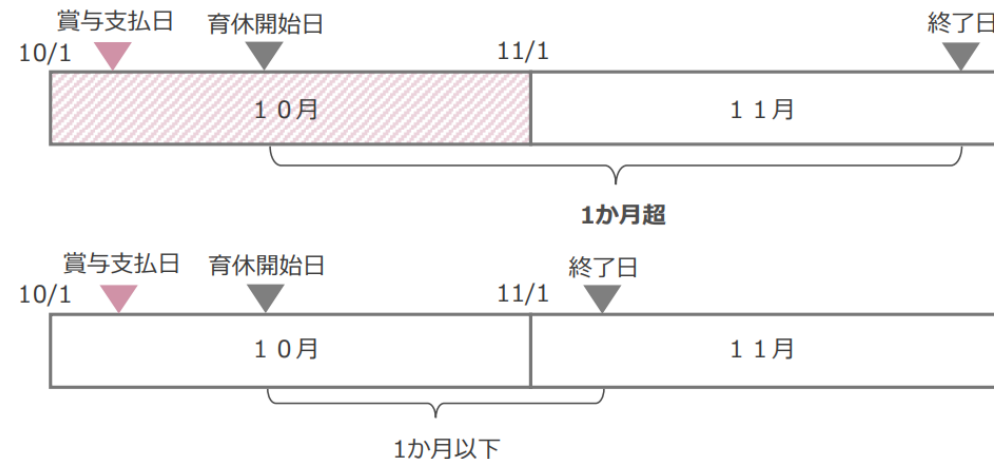 賞与支払日 育休開始日 終了日
10/1 11/1
１０月 １１月
1か月超
賞与支払日 育休開始日 終了日
10/1 11/1
１０月 １１月
1か月以下